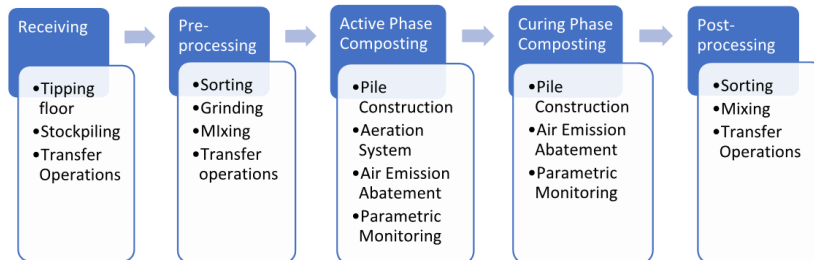 Receiving
•Tipping
floor
•Stockpiling
•Transfer
Operations
Pre-
processing
•Sorting
•Grinding
•MIxing
•Transfer
operations
Active Phase
Composting
•Pile
Construction
•Aeration
System
•Air Emission
Abatement
•Parametric
Monitoring
Curing Phase
Composting
•Pile
Construction
•Air Emission
Abatement
•Parametric
Monitoring
Post-
processing
•Sorting
•Mixing
•Transfer
Operations